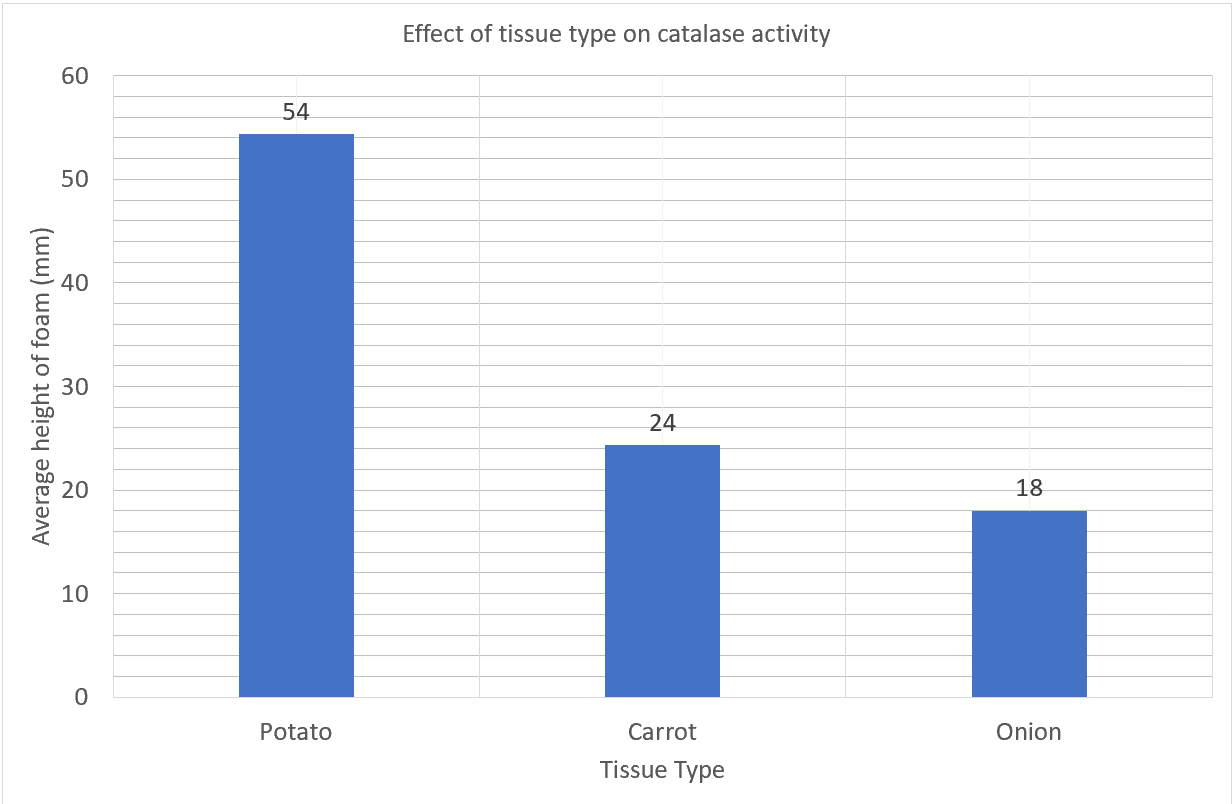 Effect of tissue type on catalase activity
Average height of foam (mm)
60
50
40
30
20
10
0
54
24
18
Potato
Carrot
Onion
Tissue Type